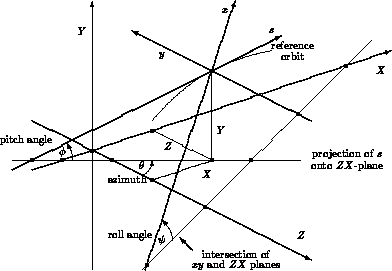 x
s
Y
reference
orbit
y
X
Y
pitch angle
Z
ϕ
θ
X
projection of s
onto ZX-plane
azimuth
roll angle
ψ
Z
intersection of
xy and ZX planes